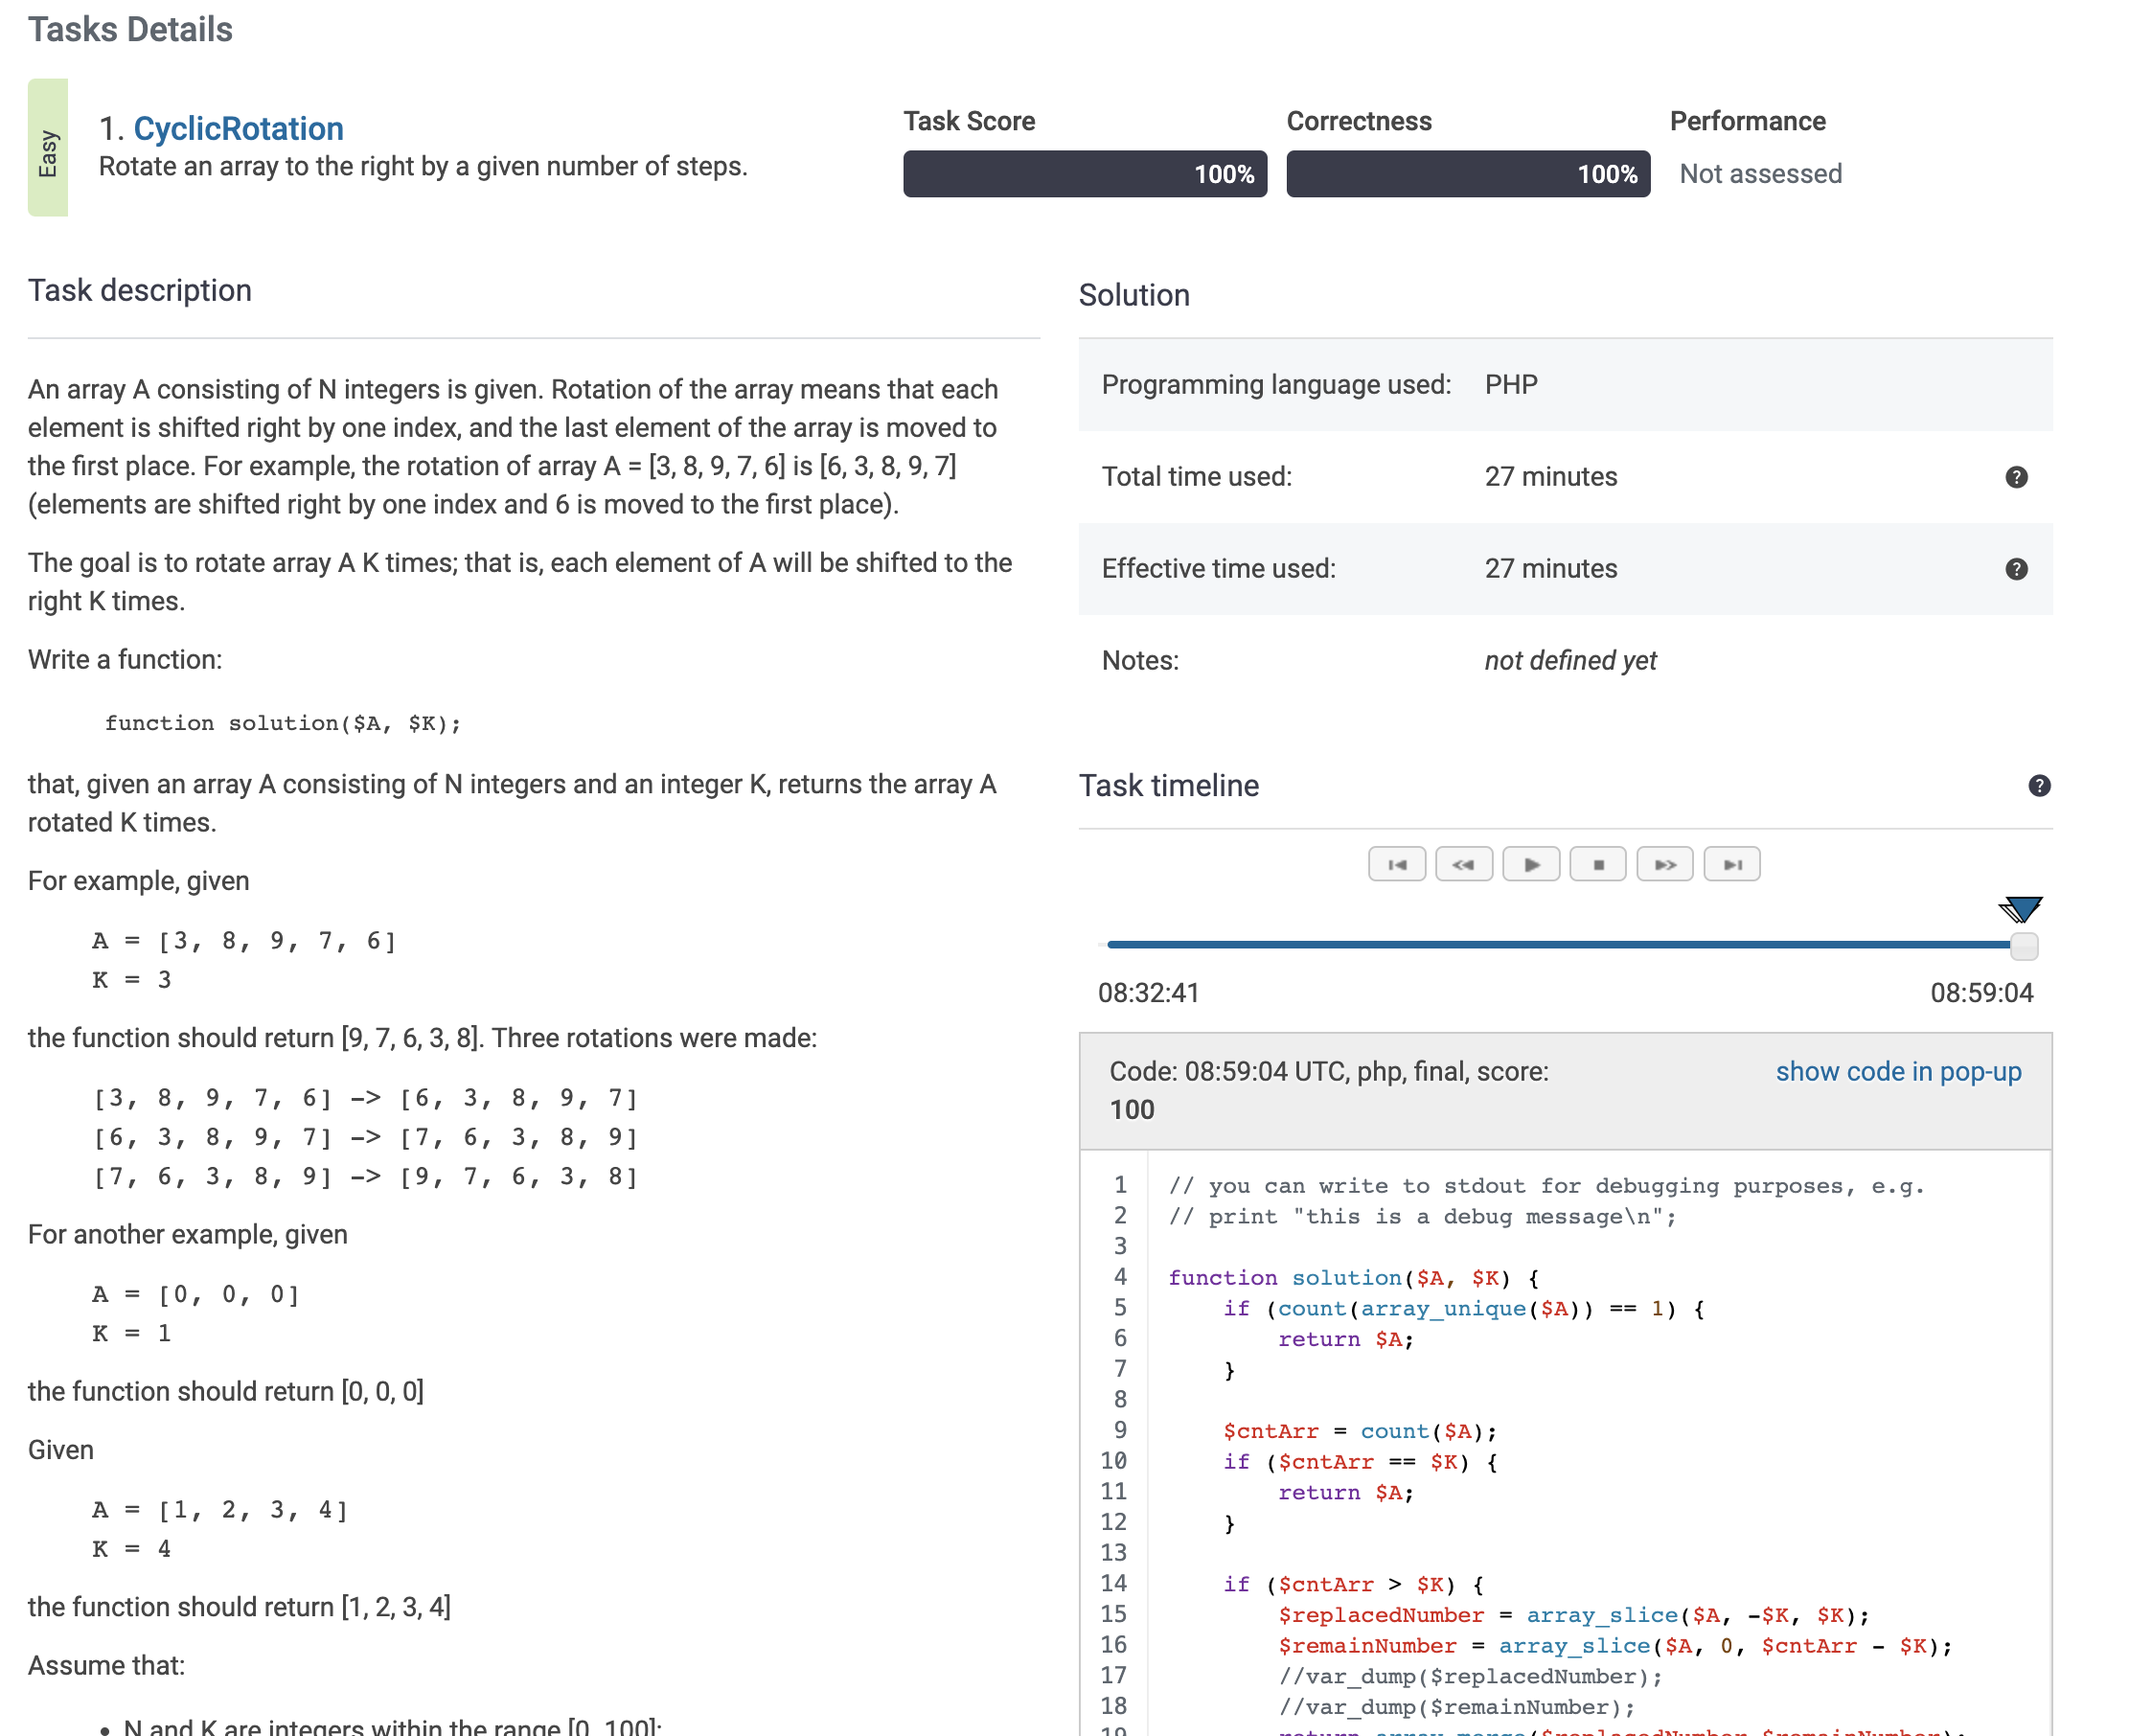 Tasks Details
Easy
1. CyclicRotation
Rotate an array to the right by a given number of steps.
Task Score
100%
Correctness
100%
Performance
Not assessed
Task description
An array A consisting of N integers is given. Rotation of the array means that each
element is shifted right by one index, and the last element of the array is moved to
the first place. For example, the rotation of array A = [3, 8, 9, 7, 6] is [6, 3, 8, 9, 7]
(elements are shifted right by one index and 6 is moved to the first place).
The goal is to rotate array A K times; that is, each element of A will be shifted to the
right K times.
Write a function:
function solution($A, $K);
that, given an array A consisting of N integers and an integer K, returns the array A
rotated K times.
For example, given
A = [3, 8, 9, 7, 6]
K = 3
the function should return [9, 7, 6, 3, 8]. Three rotations were made:
[3, 8, 9, 7, 6] -> [6, 3, 8, 9, 7]
[6, 3, 8, 9, 7] -> [7, 6, 3, 8, 9]
[7, 6, 3, 8, 9] -> [9, 7, 6, 3, 8]
For another example, given
A = [0, 0, 0]
K = 1
the function should return [0, 0, 0]
Given
A = [1, 2, 3, 4]
K = 4
the function should return [1, 2, 3, 4]
Assume that:
• N and K are integers within the range [0..100];
Solution
Programming language used: PHP
Total time used: 27 minutes ?
Effective time used: 27 minutes ?
Notes: not defined yet
Task timeline ?
08:32:41
08:59:04
Code: 08:59:04 UTC, php, final, score:
100
show code in pop-up
1 // you can write to stdout for debugging purposes, e.g.
2 // print "this is a debug message\n";
3
4 function solution($A, $K) {
5 if (count(array_unique($A)) == 1) {
6 return $A;
7 }
8
9 $cntArr = count($A);
10 if ($cntArr == $K) {
11 return $A;
12 }
13
14 if ($cntArr > $K) {
15 $replacedNumber = array_slice($A, -$K, $K);
16 $remainNumber = array_slice($A, 0, $cntArr - $K);
17 //var_dump($replacedNumber);
18 //var_dump($remainNumber);
19 return array_merge($replacedNumber,$remainNumber);